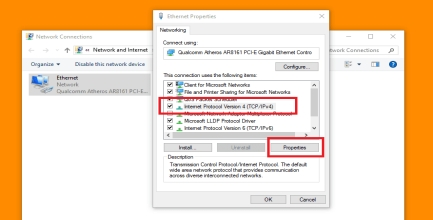 Network Connections
Network and Internet
Organize
Disable this network device
Ethernet
Network
Qualcomm Atheros AR8161 PCI-E...
Ethernet Properties
Networking
Connect using:
Qualcomm Atheros AR8161 PCI-E Gigabit Ethernet Contro
Configure...
This connection uses the following items:
Client for Microsoft Networks
File and Printer Sharing for Microsoft Networks
QoS Packet Scheduler
Internet Protocol Version 4 (TCP/IPv4)
Microsoft Network Adapter Multiplexor Protocol
Microsoft LLDP Protocol Driver
Internet Protocol Version 6 (TCP/IPv6)
Install...
Uninstall
Properties
Description
Transmission Control Protocol/Internet Protocol. The default
wide area network protocol that provides communication
across diverse interconnected networks.
OK
Cancel
Connections